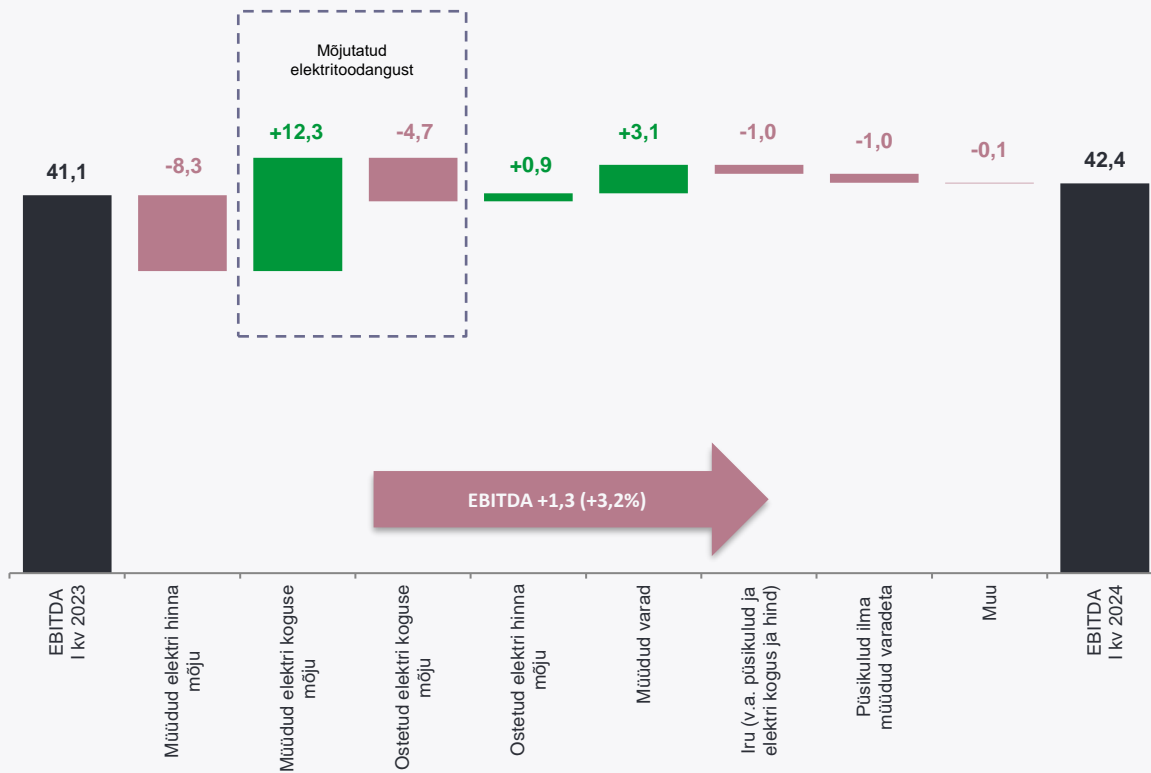 Mõjutatud
elektritoodangust
41,1
-8,3
+12,3
-4,7
+0,9
+3,1
-1,0
-1,0
-0,1
42,4
EBITDA +1,3 (+3,2%)
EBITDA
I kv 2023
Müüdud elektri hinna
mõju
Müüdud elektri koguse
mõju
Ostetud elektri koguse
mõju
Ostetud elektri hinna
mõju
Müüdud varad
Iru (v.a. püsikulud ja
elektri kogus ja hind)
Püsikulud ilma
müüdud varadeta
Muu
EBITDA
I kv 2024